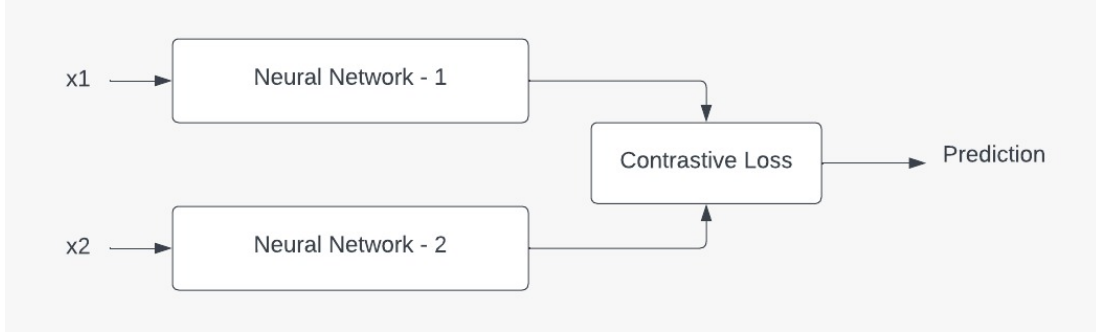 x1
Neural Network - 1
Contrastive Loss
Prediction
x2
Neural Network - 2